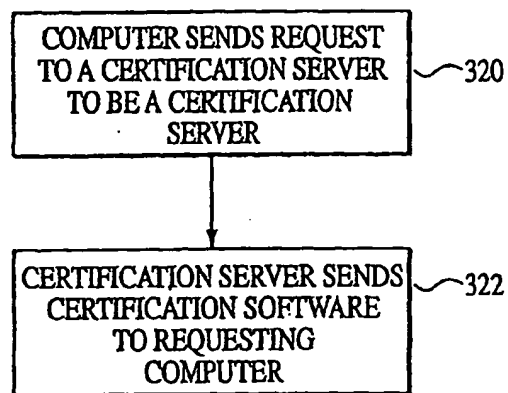 COMPUTER SENDS REQUEST
TO A CERTIFICATION SERVER
TO BE A CERTIFICATION
SERVER
320
CERTIFICATION SERVER SENDS
CERTIFICATION SOFTWARE
TO REQUESTING
COMPUTER
322